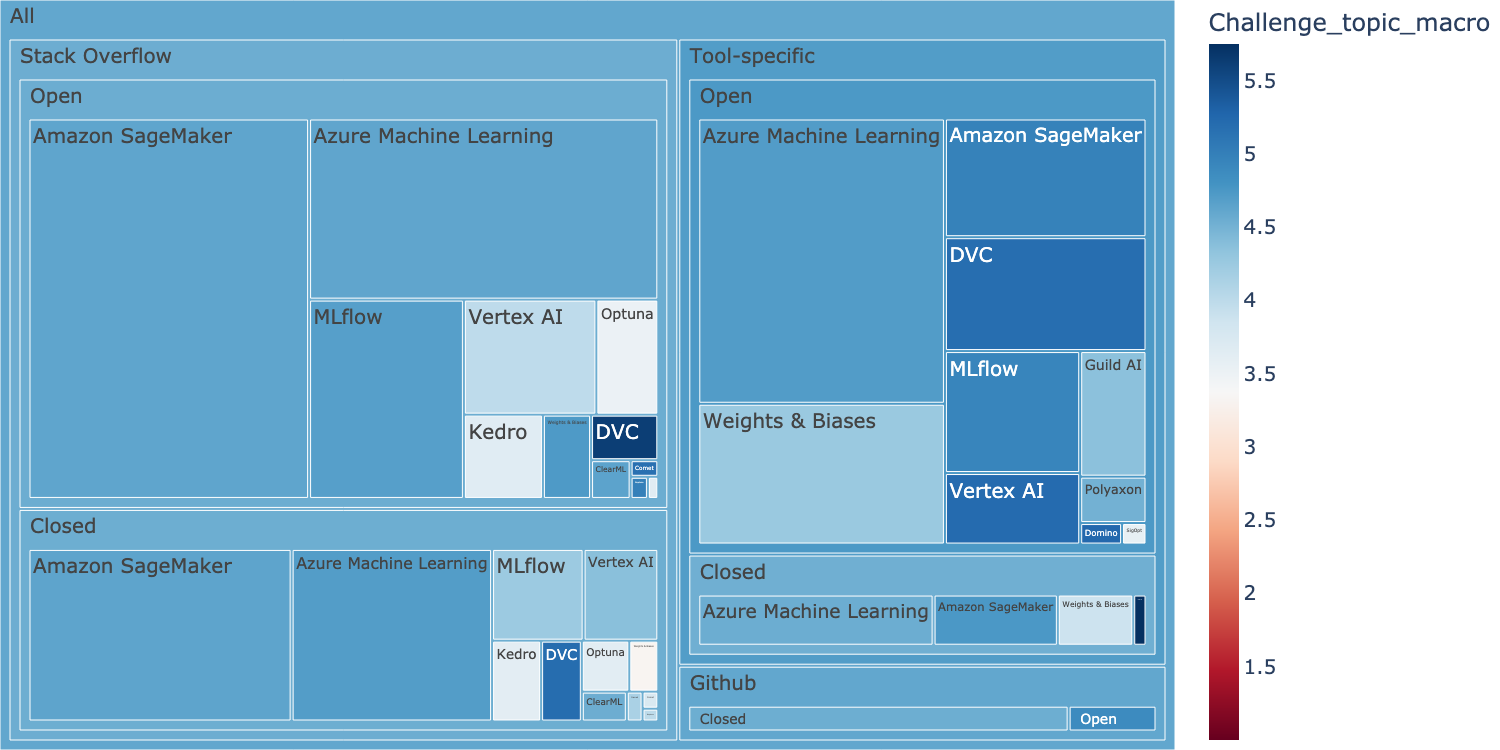 All
Stack Overflow
Open
Amazon SageMaker
Azure Machine Learning
MLflow
Vertex AI
Optuna
Kedro
Weights & Biases
DVC
ClearML
Comet
Closed
Amazon SageMaker
Azure Machine Learning
MLflow
Vertex AI
Kedro
DVC
Optuna
ClearML
Tool-specific
Open
Azure Machine Learning
Amazon SageMaker
DVC
Weights & Biases
MLflow
Guild AI
Vertex AI
Polyaxon
Domino
SigOpt
Closed
Azure Machine Learning
Amazon SageMaker
Weights & Biases
Github
Closed
Open
Challenge_topic_macro
5.5
5
4.5
4
3.5
3
2.5
2
1.5